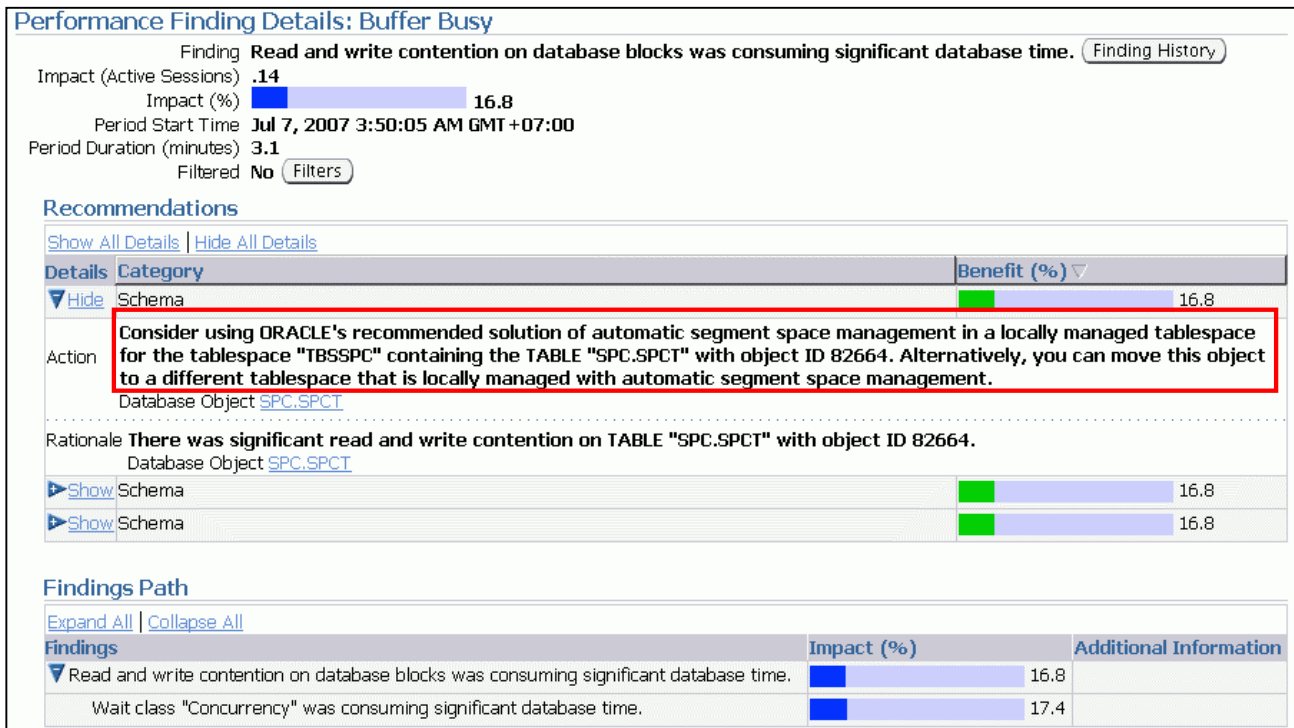 Performance Finding Details: Buffer Busy
Finding Read and write contention on database blocks was consuming significant database time. Finding History
Impact (Active Sessions) .14
Impact (%) 16.8
Period Start Time Jul 7, 2007 3:50:05 AM GMT+07:00
Period Duration (minutes) 3.1
Filtered No Filters
Recommendations
Show All Details | Hide All Details
Details Category Benefit (%)
Hide Schema 16.8
Consider using ORACLE's recommended solution of automatic segment space management in a locally managed tablespace
Action for the tablespace "TBSSPC" containing the TABLE "SPC.SPCT" with object ID 82664. Alternatively, you can move this object
to a different tablespace that is locally managed with automatic segment space management.
Database Object SPC.SPCT
Rationale There was significant read and write contention on TABLE "SPC.SPCT" with object ID 82664.
Database Object SPC.SPCT
Show Schema 16.8
Show Schema 16.8
Findings Path
Expand All | Collapse All
Findings Impact (%) Additional Information
Read and write contention on database blocks was consuming significant database time. 16.8
Wait class "Concurrency" was consuming significant database time. 17.4